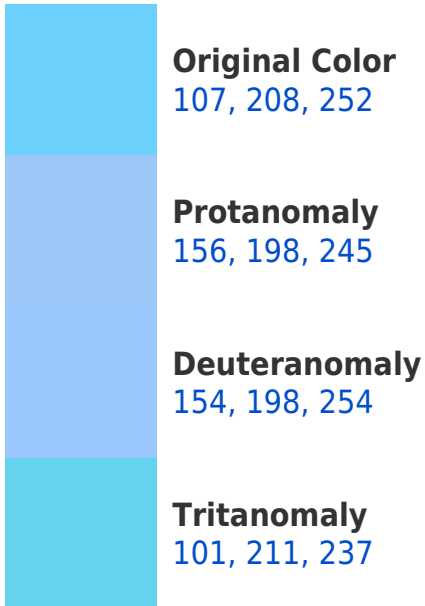 Original Color
107, 208, 252
Protanomaly
156, 198, 245
Deuteranomaly
154, 198, 254
Tritanomaly
101, 211, 237